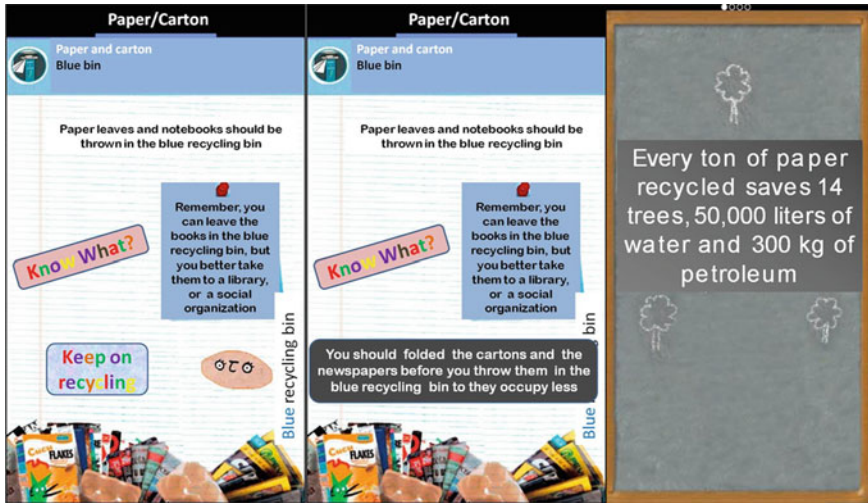 Paper/Carton
Paper and carton
Blue bin
Paper leaves and notebooks should be
thrown in the blue recycling bin
Remember, you
can leave the
books in the blue
recycling bin, but
you better take
them to a library,
or a social
organization
Know What?
Keep on
recycling
Blue recycling bin
Cucu
FLAKES
Paper/Carton
Paper and carton
Blue bin
Paper leaves and notebooks should be
thrown in the blue recycling bin
Remember, you
can leave the
books in the blue
recycling bin, but
you better take
them to a library,
or a social
organization
Know What?
You should folded the cartons and the
newspapers before you throw them in the
blue recycling bin to they occupy less
Blue recycling bin
Cucu
FLAKES
Every ton of paper
recycled saves 14
trees, 50,000 liters of
water and 300 kg of
petroleum